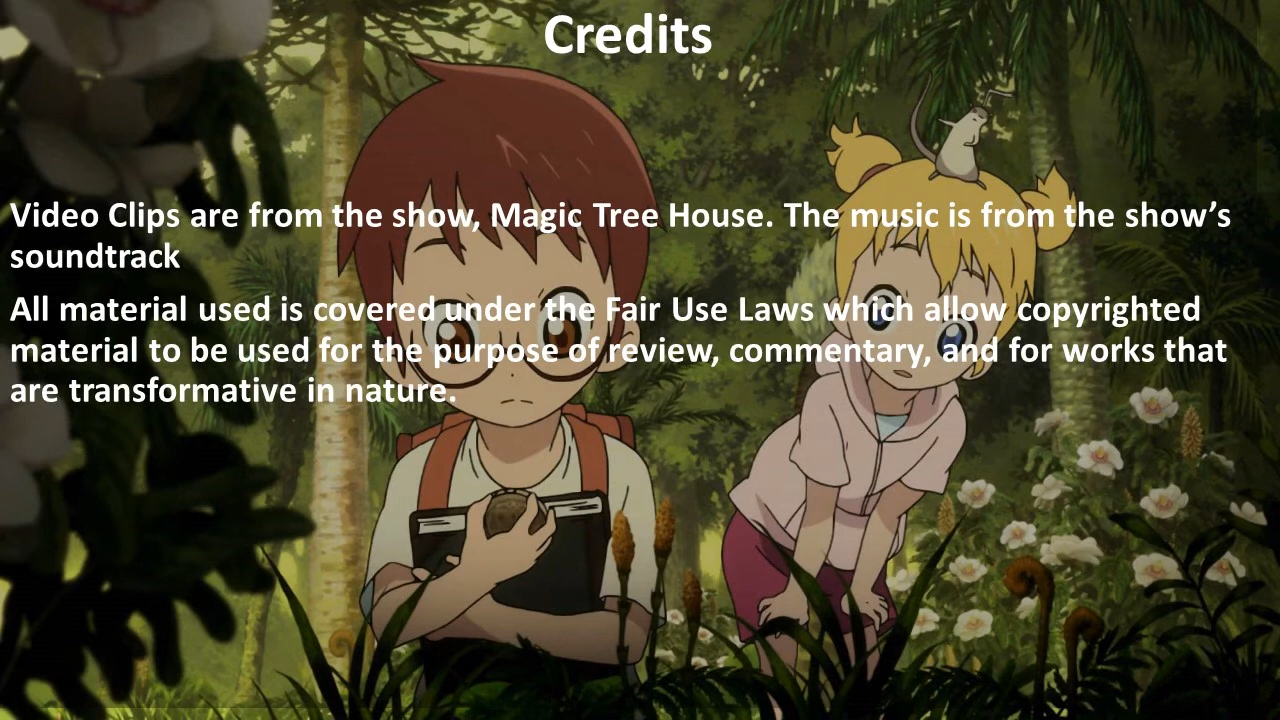 Credits
Video Clips are from the show, Magic Tree House. The music is from the show’s
soundtrack
All material used is covered under the Fair Use Laws which allow copyrighted
material to be used for the purpose of review, commentary, and for works that
are transformative in nature.